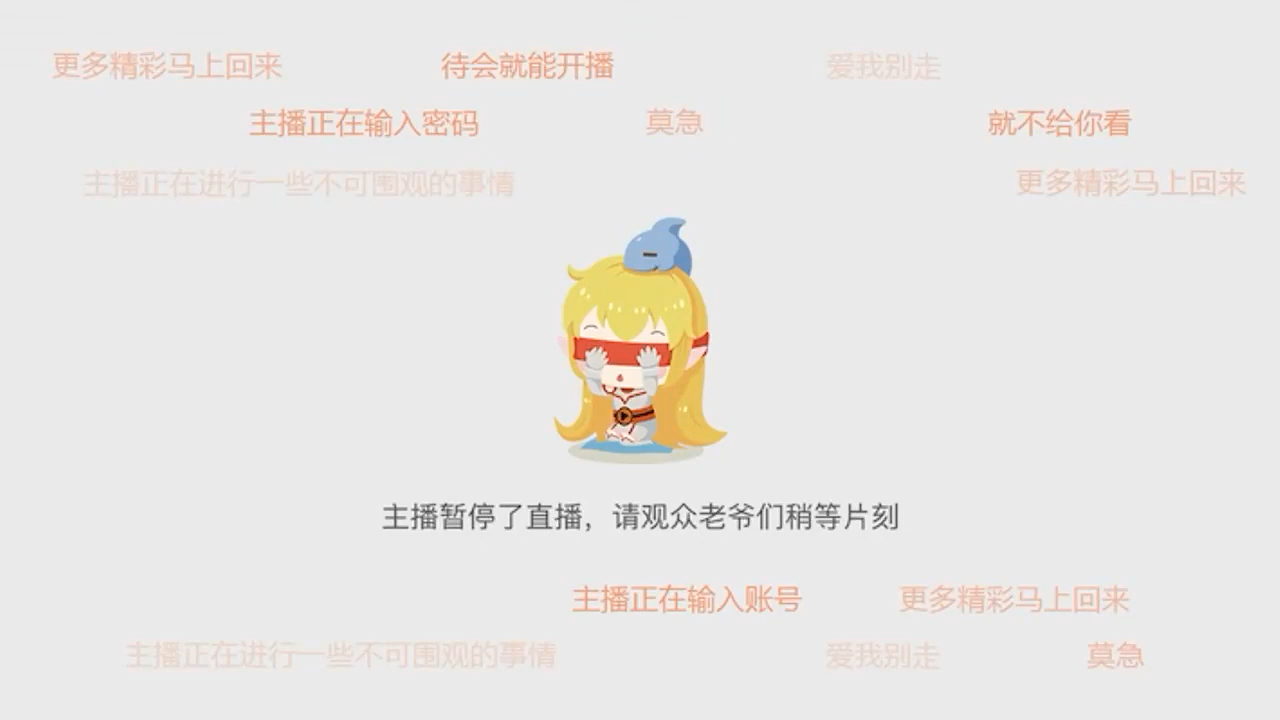 更多精彩马上回来
待会就能开播
爱我别走
主播正在输入密码
莫急
就不给你看
主播正在进行一些不可围观的事情
更多精彩马上回来
主播暂停了直播，请观众老爷们稍等片刻
主播正在输入账号
更多精彩马上回来
主播正在进行一些不可围观的事情
爱我别走
莫急